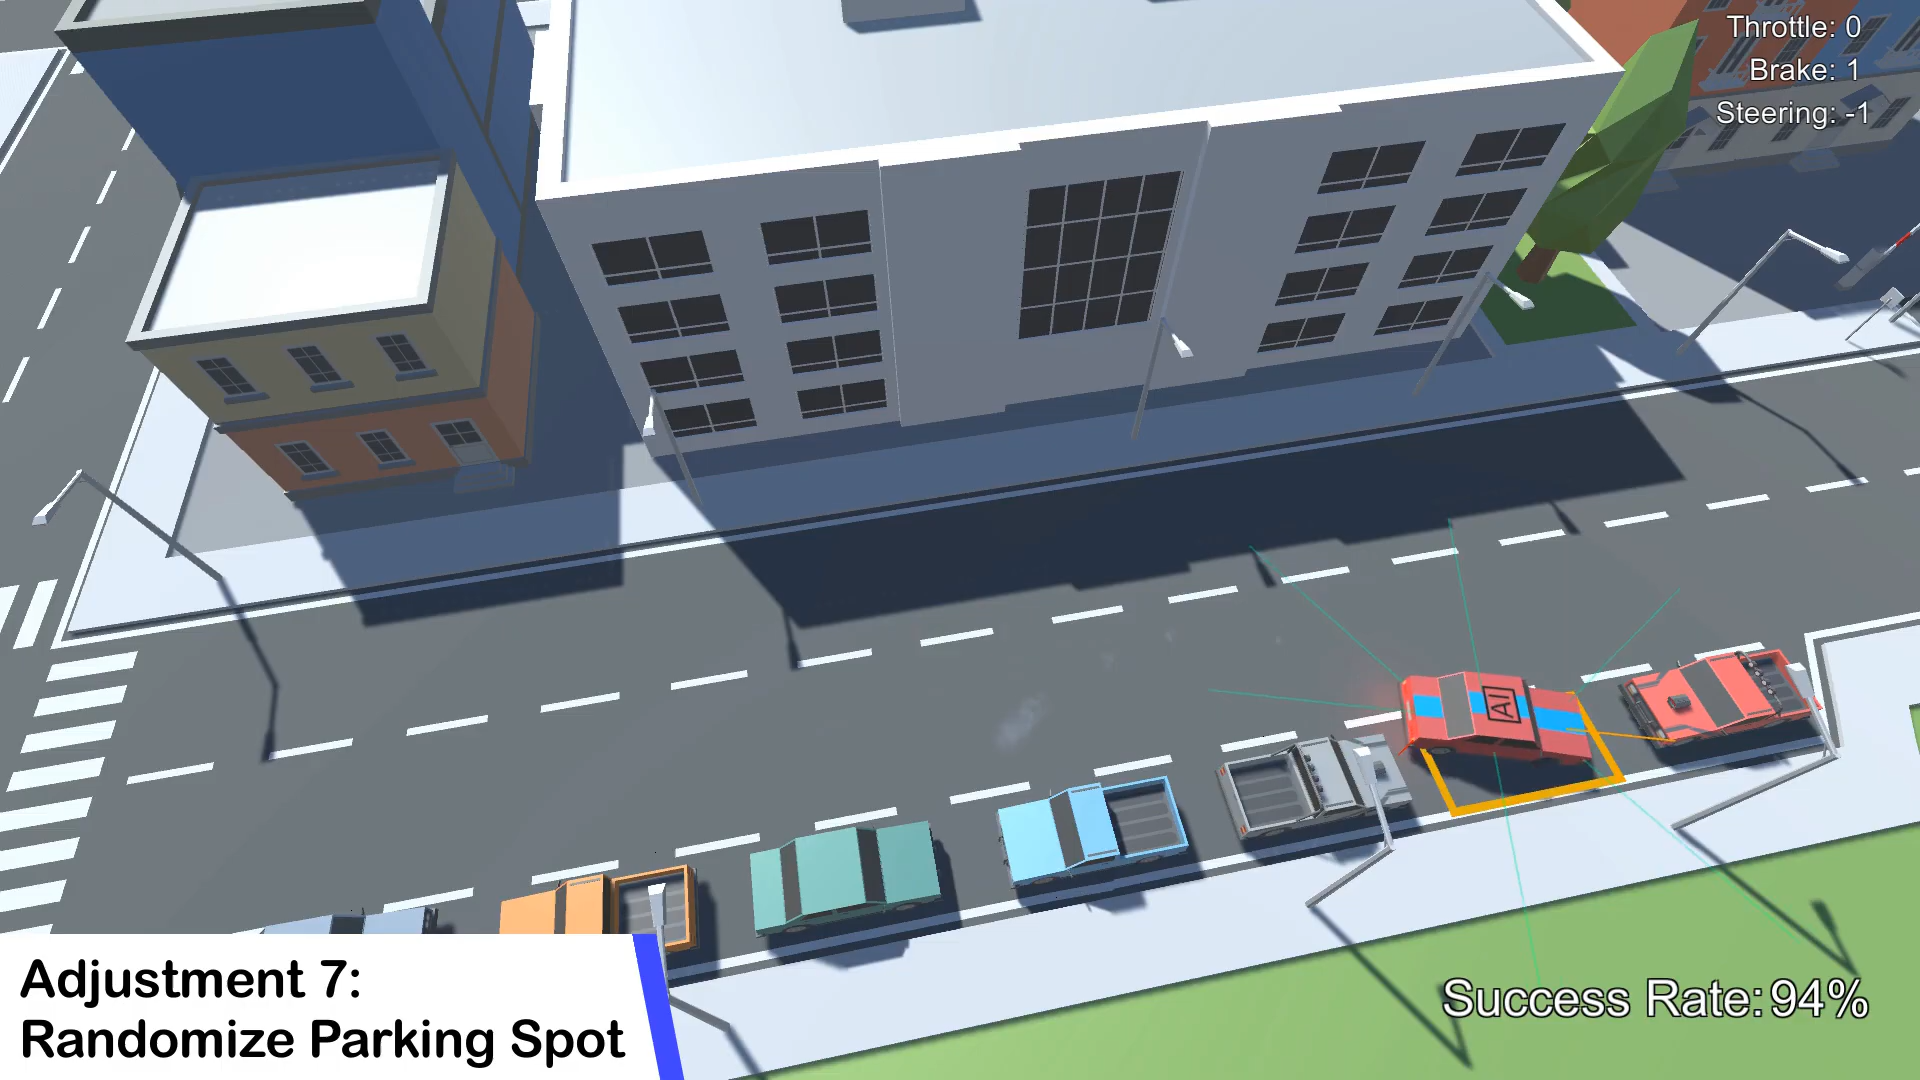 Throttle: 0
Brake: 1
Steering: -1
AI
Adjustment 7:
Randomize Parking Spot
Success Rate: 94%